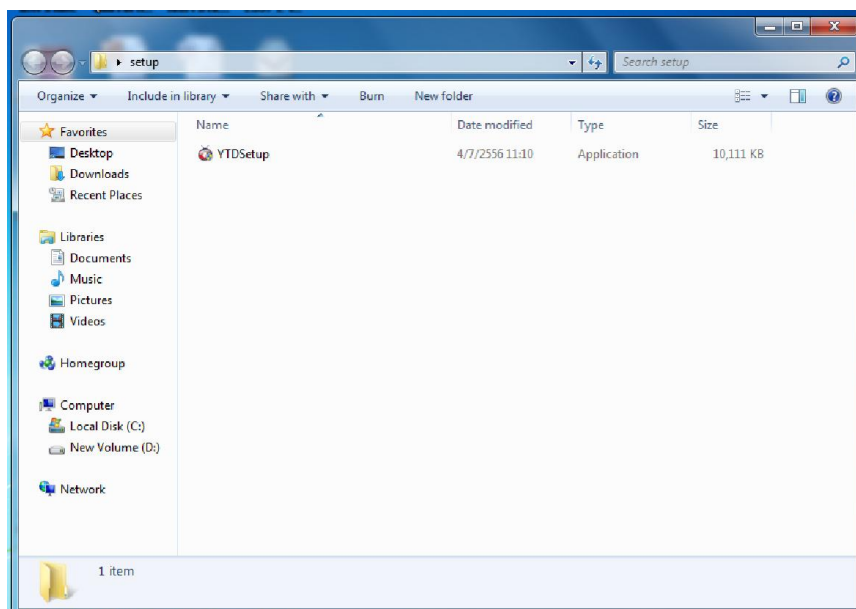 setup
Search setup
Organize Include in library Share with Burn New folder
Name Date modified Type Size
YTDSetup 4/7/2556 11:10 Application 10,111 KB
Favorites
Desktop
Downloads
Recent Places
Libraries
Documents
Music
Pictures
Videos
Homegroup
Computer
Local Disk (C:)
New Volume (D:)
Network
1 item